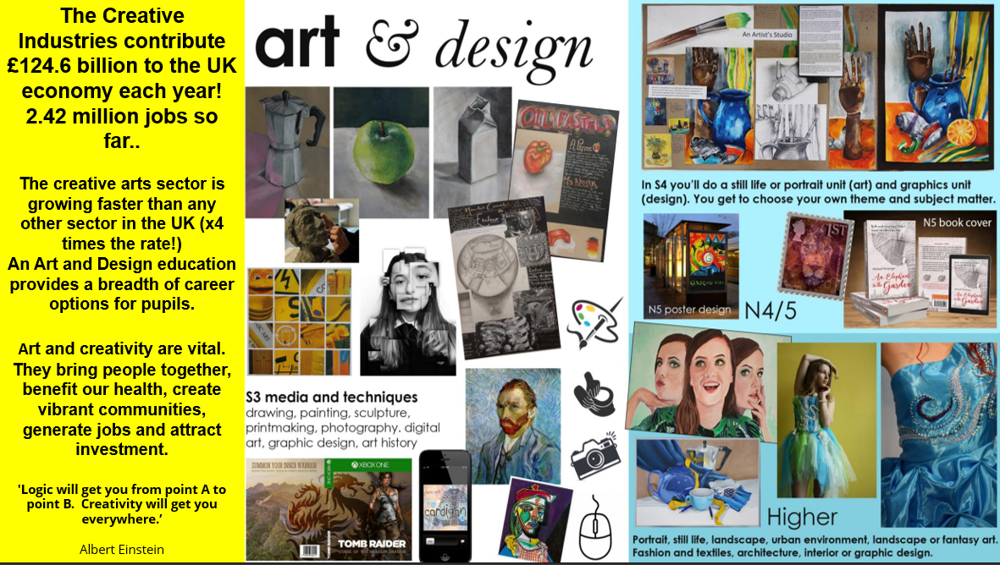 The Creative
Industries contribute
£124.6 billion to the UK
economy each year!
2.42 million jobs so
far..
The creative arts sector is
growing faster than any
other sector in the UK (x4
times the rate!)
An Art and Design education
provides a breadth of career
options for pupils.
Art and creativity are vital.
They bring people together,
benefit our health, create
vibrant communities,
generate jobs and attract
investment.
'Logic will get you from point A to
point B.  Creativity will get you
everywhere.’
Albert Einstein
art & design
OIL PASTELS
S3 media and techniques
drawing, painting, sculpture,
printmaking, photography. digital
art, graphic design, art history
SUMMON YOUR INNER WARRIOR
XBOX ONE
TOMB RAIDER
cardigan
An Artist's Studio
In S4 you’ll do a still life or portrait unit (art) and graphics unit
(design). You get to choose your own theme and subject matter.
N5 poster design
1ST
N5 book cover
An Elephant
in the Garden
An Elephant
in the Garden
N4/5
Higher
Portrait, still life, landscape, urban environment, landscape or fantasy art.
Fashion and textiles, architecture, interior or graphic design.